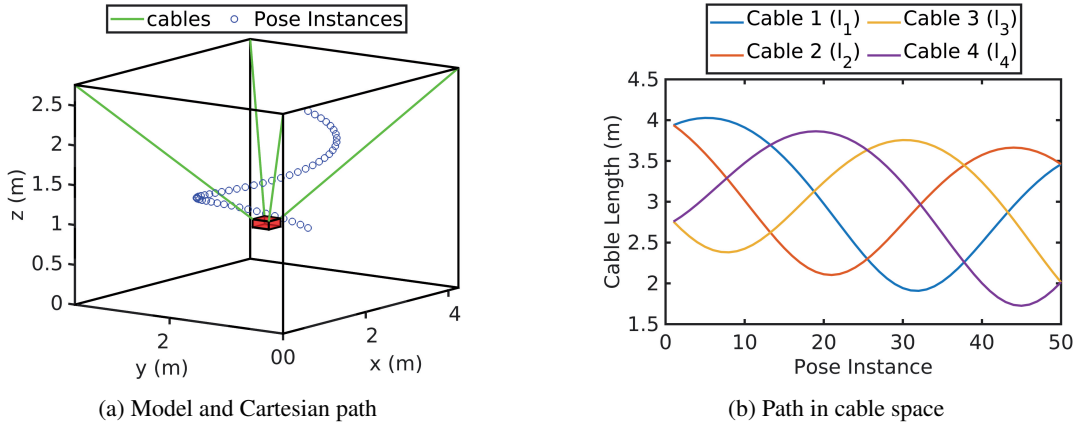 cables Pose Instances
2.5
2
1.5
1
0.5
0
z (m)
2
y (m)
00
2
4
x (m)
(a) Model and Cartesian path
Cable 1 (l₁) Cable 3 (l₃)
Cable 2 (l₂) Cable 4 (l₄)
4.5
4
3.5
3
2.5
2
1.5
Cable Length (m)
0 10 20 30 40 50
Pose Instance
(b) Path in cable space